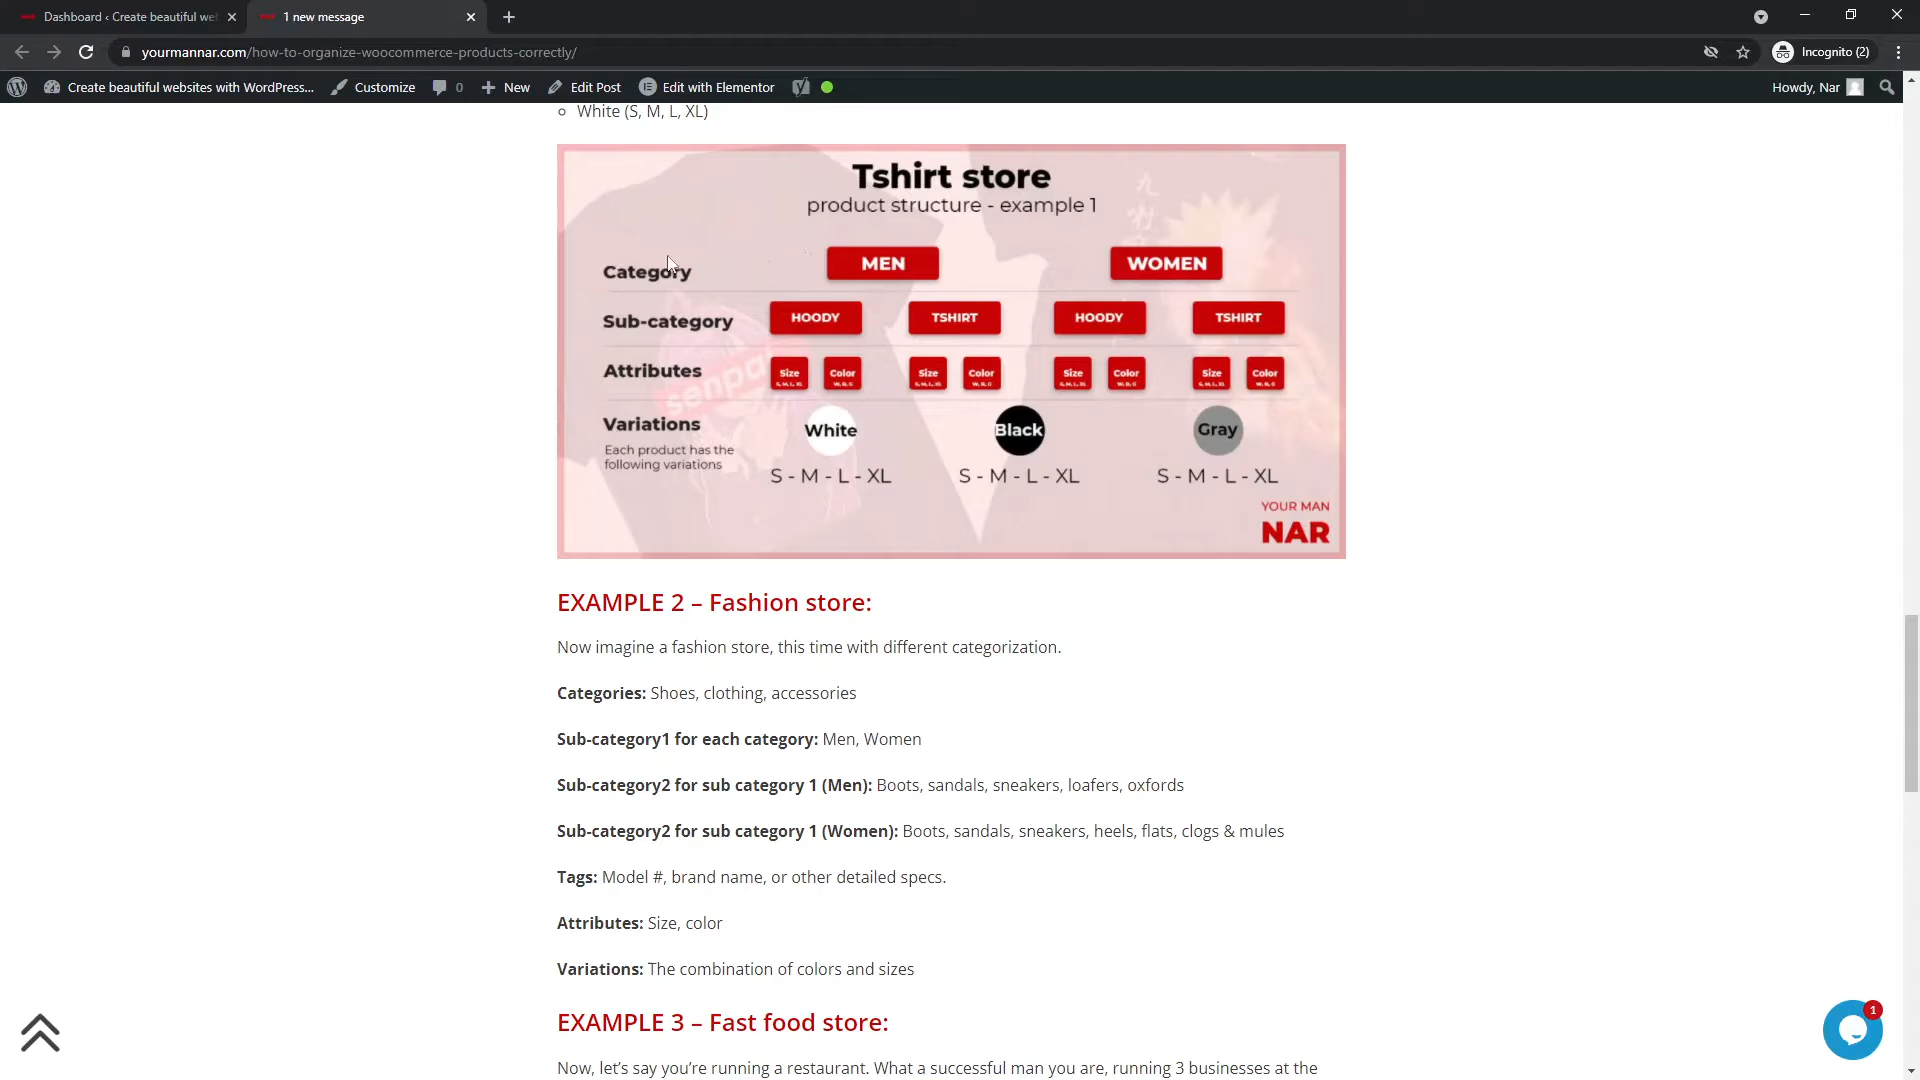 Dashboard ‹ Create beautiful we
1 new message
yourmannar.com/how-to-organize-woocommerce-products-correctly/
Incognito (2)
Create beautiful websites with WordPress...
Customize
0
New
Edit Post
Edit with Elementor
Howdy, Nar
White (S, M, L, XL)
Tshirt store
product structure - example 1
Category
MEN
WOMEN
Sub-category
HOODY
TSHIRT
HOODY
TSHIRT
Attributes
Size
S, M, L, XL
Color
W, B, G
Size
S, M, L, XL
Color
W, B, G
Size
S, M, L, XL
Color
W, B, G
Size
S, M, L, XL
Color
W, B, G
senpa
Variations
Each product has the
following variations
White
Black
Gray
S - M - L - XL
S - M - L - XL
S - M - L - XL
YOUR MAN
NAR
EXAMPLE 2 – Fashion store:
Now imagine a fashion store, this time with different categorization.
Categories: Shoes, clothing, accessories
Sub-category1 for each category: Men, Women
Sub-category2 for sub category 1 (Men): Boots, sandals, sneakers, loafers, oxfords
Sub-category2 for sub category 1 (Women): Boots, sandals, sneakers, heels, flats, clogs & mules
Tags: Model #, brand name, or other detailed specs.
Attributes: Size, color
Variations: The combination of colors and sizes
EXAMPLE 3 – Fast food store:
1
Now, let's say you're running a restaurant. What a successful man you are, running 3 businesses at the